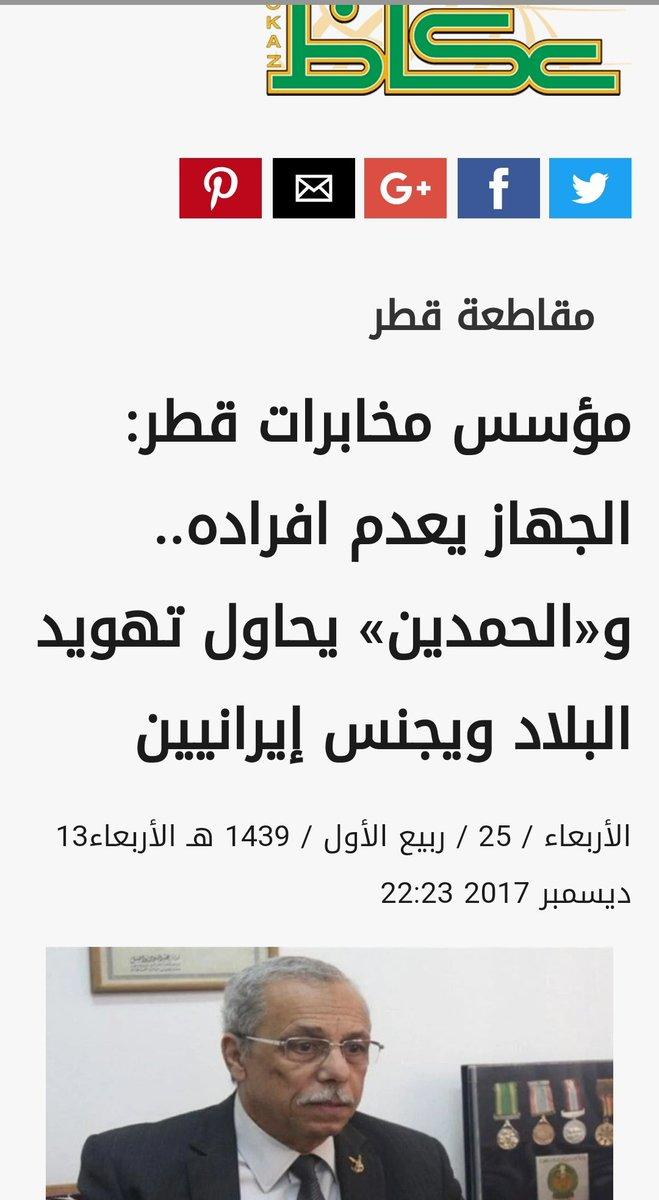 OKAZ
عكاظ
مقاطعة قطر
مؤسس مخابرات قطر:
الجهاز يعدم افراده..
و«الحمدين» يحاول تهويد
البلاد ويجنس إيرانيين
الأربعاء / 25 / ربيع الأول / 1439 هـ الأربعاء13
ديسمبر 2017 22:23